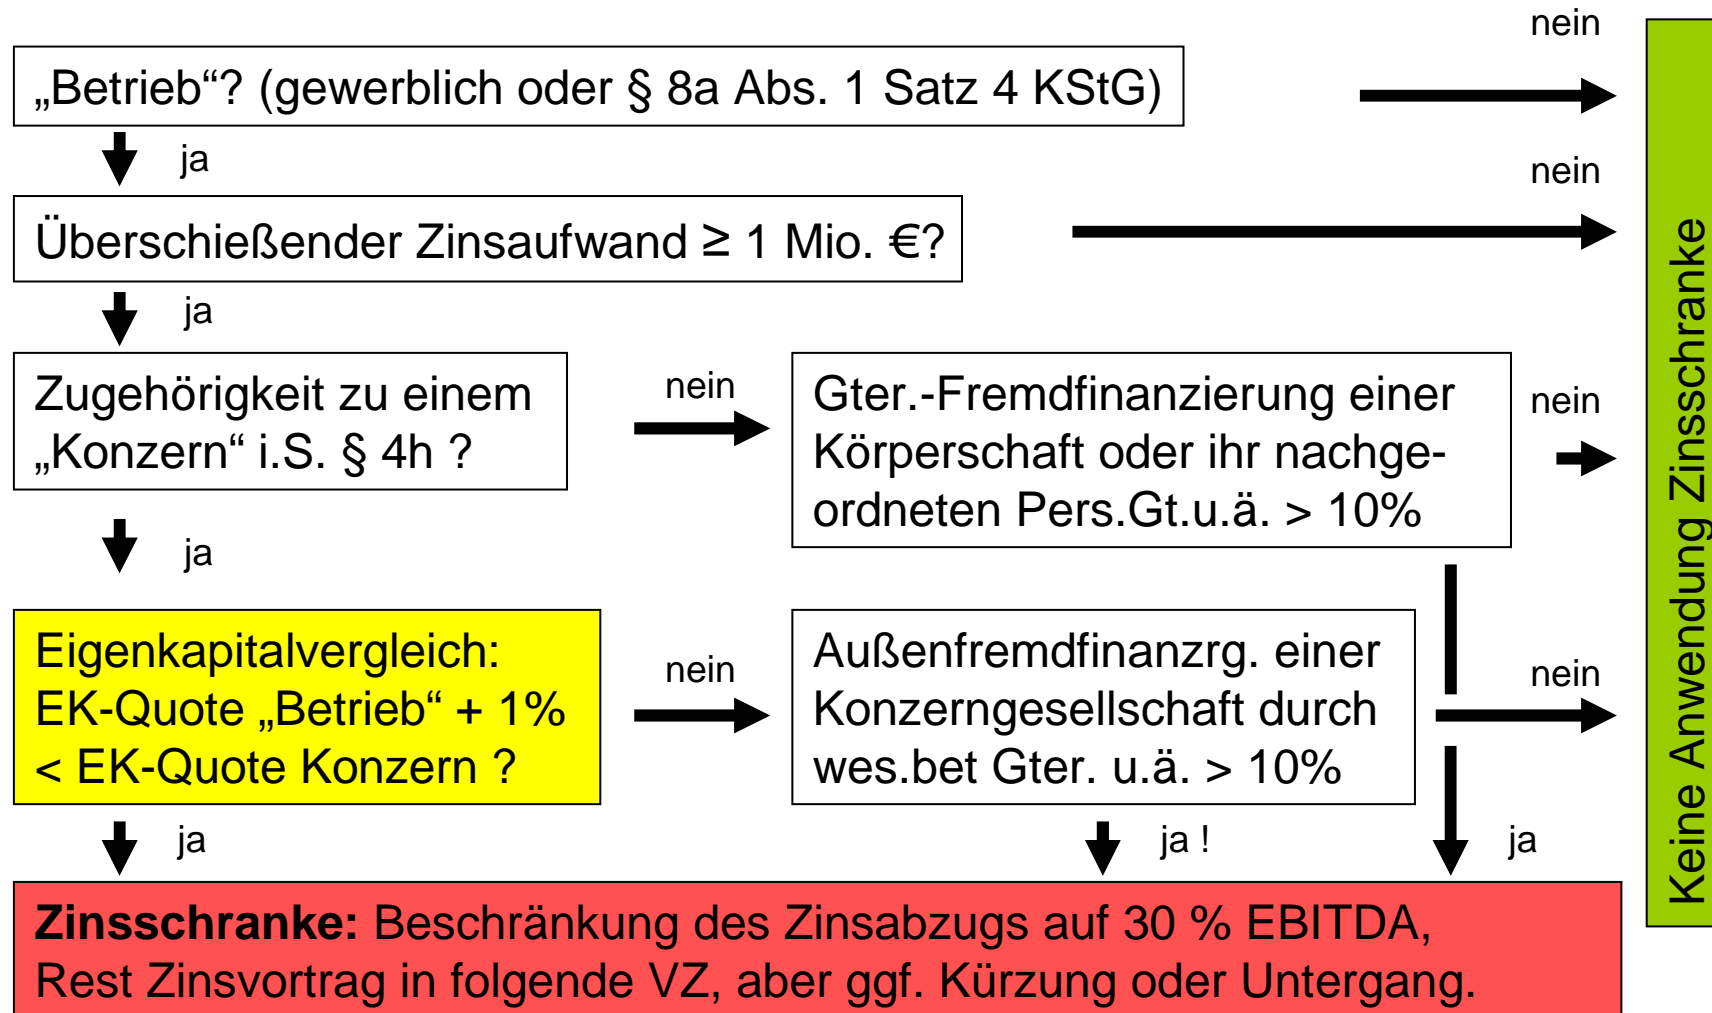 nein
„Betrieb“? (gewerblich oder § 8a Abs. 1 Satz 4 KStG)
ja
nein
Überschießender Zinsaufwand ≥ 1 Mio. €?
ja
Zugehörigkeit zu einem
„Konzern“ i.S. § 4h ?
nein
Gter.-Fremdfinanzierung einer
Körperschaft oder ihr nachge-
ordneten Pers.Gt.u.ä. > 10%
nein
ja
Eigenkapitalvergleich:
EK-Quote „Betrieb“ + 1%
< EK-Quote Konzern ?
nein
Außenfremdfinanzrg. einer
Konzerngesellschaft durch
wes.bet Gter. u.ä. > 10%
nein
ja
ja !
ja
Zinsschranke: Beschränkung des Zinsabzugs auf 30 % EBITDA,
Rest Zinsvortrag in folgende VZ, aber ggf. Kürzung oder Untergang.
Keine Anwendung Zinsschranke